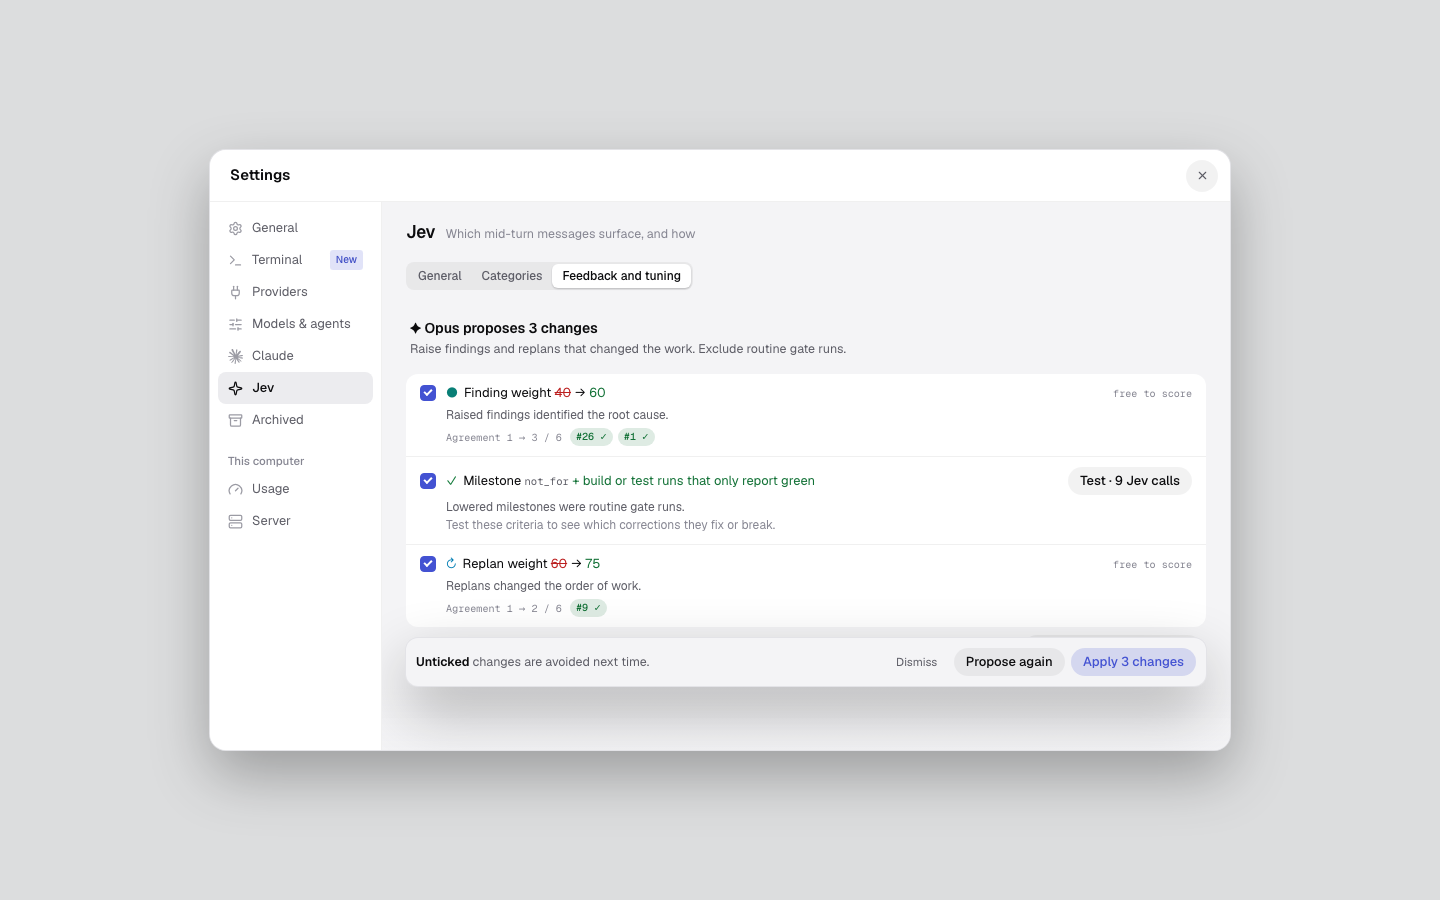 Settings
General
Terminal New
Providers
Models & agents
Claude
Jev
Archived
This computer
Usage
Server
Jev Which mid-turn messages surface, and how
General Categories Feedback and tuning
Opus proposes 3 changes
Raise findings and replans that changed the work. Exclude routine gate runs.
Finding weight 40 → 60 free to score
Raised findings identified the root cause.
Agreement 1 → 3 / 6 #26 ✓ #1 ✓
✓ Milestone not_for + build or test runs that only report green Test · 9 Jev calls
Lowered milestones were routine gate runs.
Test these criteria to see which corrections they fix or break.
Replan weight 60 → 75 free to score
Replans changed the order of work.
Agreement 1 → 2 / 6 #9 ✓
Unticked changes are avoided next time. Dismiss Propose again Apply 3 changes